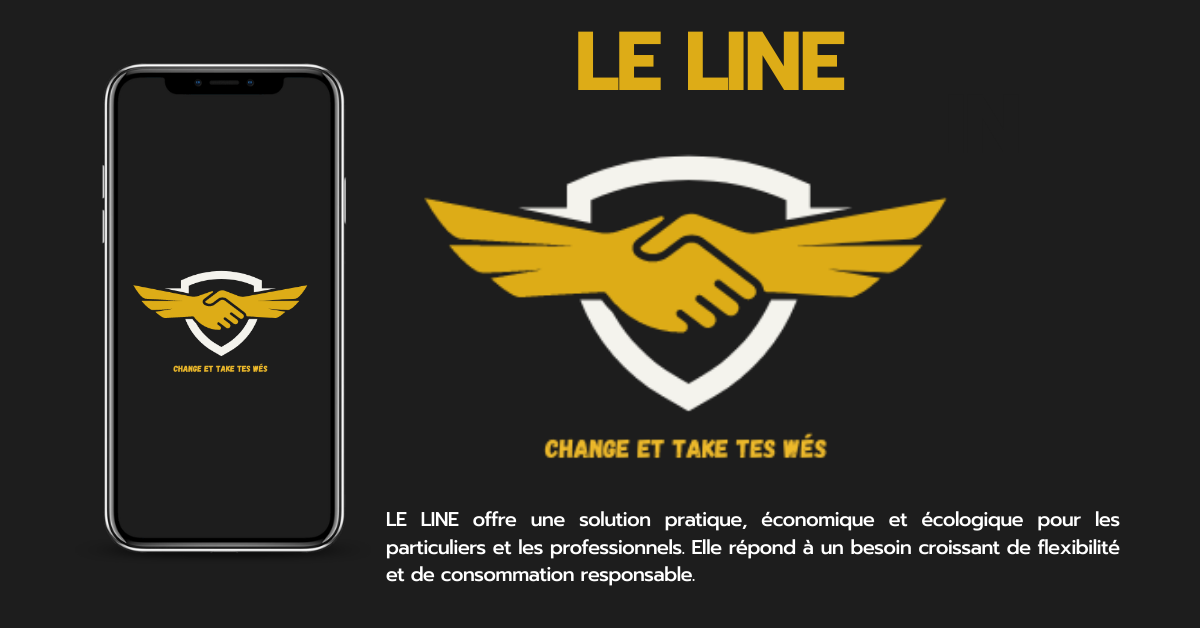 LE LINE
CHANGE ET TAKE TES WÉS
CHANGE ET TAKE TES WÉS
LE LINE offre une solution pratique, économique et écologique pour les
particuliers et les professionnels. Elle répond à un besoin croissant de flexibilité
et de consommation responsable.